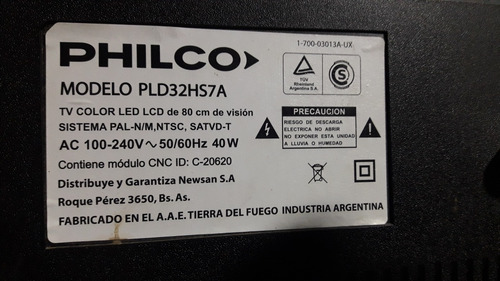 PHILCO
1-700-03013A-UX
MODELO PLD32HS7A
TÜV
Rheinland
Argentina S.A.
S
TV COLOR LED LCD de 80 cm de visión
SISTEMA PAL-N/M,NTSC, SATVD-T
AC 100-240V ~ 50/60Hz 40W
Contiene módulo CNC ID: C-20620
PRECAUCION
RIESGO DE DESCARGA
ELECTRICA NO ABRIR
NO EXPONER ESTA UNIDAD
A LLUVIA O HUMEDAD
Distribuye y Garantiza Newsan S.A
Roque Pérez 3650, Bs. As.
FABRICADO EN EL A.A.E. TIERRA DEL FUEGO INDUSTRIA ARGENTINA